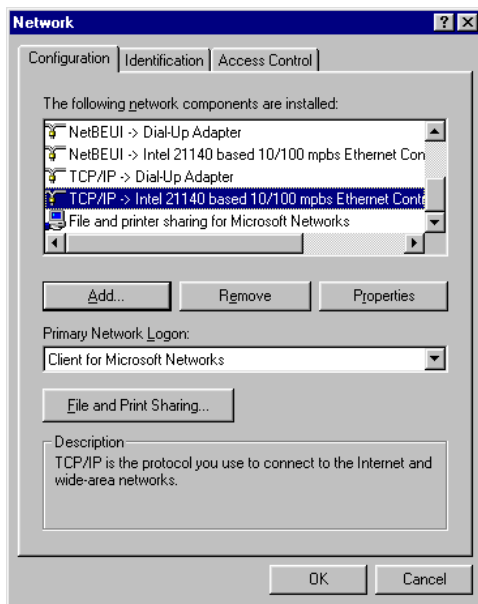 Network
Configuration Identification Access Control
The following network components are installed:
NetBEUI -> Dial-Up Adapter
NetBEUI -> Intel 21140 based 10/100 mpbs Ethernet Con
TCP/IP -> Dial-Up Adapter
TCP/IP -> Intel 21140 based 10/100 mpbs Ethernet Contr
File and printer sharing for Microsoft Networks
Add... Remove Properties
Primary Network Logon:
Client for Microsoft Networks
File and Print Sharing...
Description
TCP/IP is the protocol you use to connect to the Internet and
wide-area networks.
OK Cancel